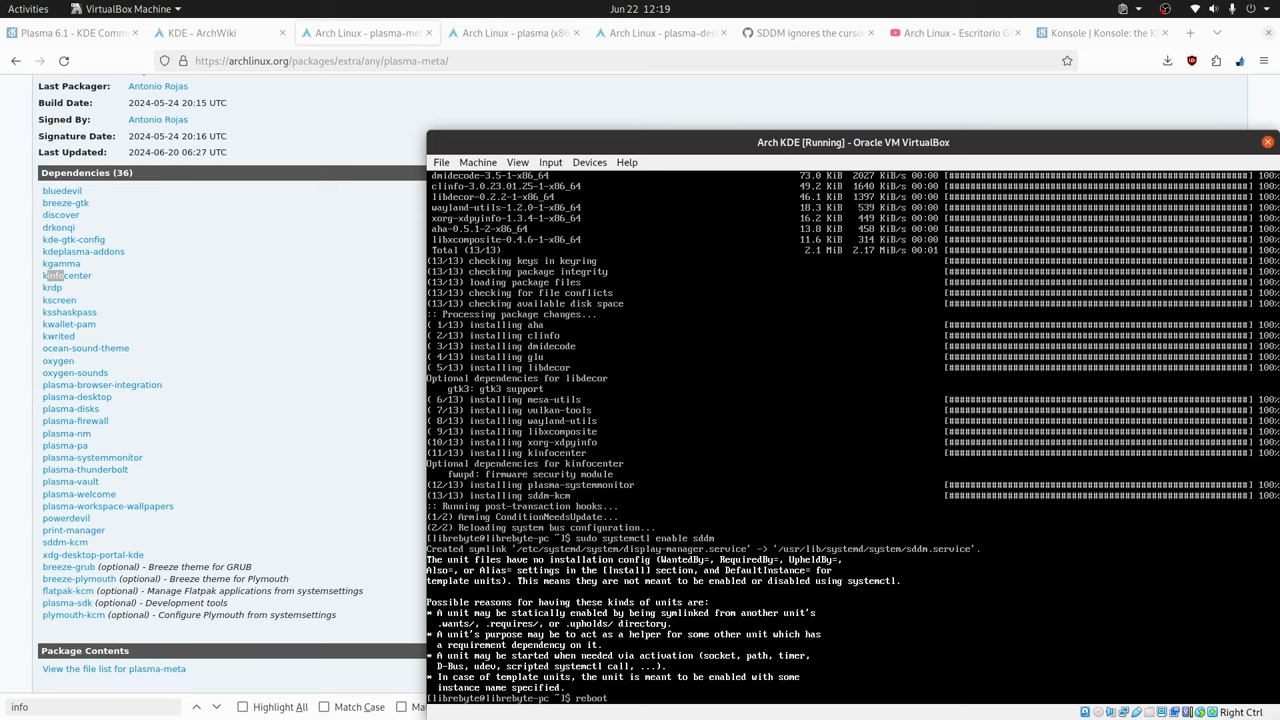 Activities
VirtualBox Machine
Jun 22 12:19
Plasma 6.1 - KDE Comm
KDE - ArchWiki
Arch Linux - plasma-met
Arch Linux - plasma (x86
Arch Linux - plasma-des
SDDM ignores the curso
Arch Linux - Escritorio G
Konsole | Konsole: the K
https://archlinux.org/packages/extra/any/plasma-meta/
Last Packager: Antonio Rojas
Build Date: 2024-05-24 20:15 UTC
Signed By: Antonio Rojas
Signature Date: 2024-05-24 20:16 UTC
Last Updated: 2024-06-20 06:27 UTC
Dependencies (36)
bluedevil
breeze-gtk
discover
drkonqi
kde-gtk-config
kdeplasma-addons
kgamma
kinfocenter
krdp
kscreen
ksshaskpass
kwallet-pam
kwrited
ocean-sound-theme
oxygen
oxygen-sounds
plasma-browser-integration
plasma-desktop
plasma-disks
plasma-firewall
plasma-nm
plasma-pa
plasma-systemmonitor
plasma-thunderbolt
plasma-vault
plasma-welcome
plasma-workspace-wallpapers
powerdevil
print-manager
sddm-kcm
xdg-desktop-portal-kde
breeze-grub (optional) - Breeze theme for GRUB
breeze-plymouth (optional) - Breeze theme for Plymouth
flatpak-kcm (optional) - Manage Flatpak applications from systemsettings
plasma-sdk (optional) - Development tools
plymouth-kcm (optional) - Configure Plymouth from systemsettings
Package Contents
View the file list for plasma-meta
info
Highlight All
Match Case
Ma
Arch KDE [Running] - Oracle VM VirtualBox
File Machine View Input Devices Help
dmidecode-3.5-1-x86_64 73.0 KiB 2027 KiB/s 00:00 100%
clinfo-3.0.23.01.25-1-x86_64 49.2 KiB 1640 KiB/s 00:00 100%
libdecor-0.2.2-1-x86_64 46.1 KiB 1397 KiB/s 00:00 100%
wayland-utils-1.2.0-1-x86_64 18.3 KiB 539 KiB/s 00:00 100%
xorg-xdpyinfo-1.3.4-1-x86_64 16.2 KiB 449 KiB/s 00:00 100%
aha-0.5.1-2-x86_64 13.8 KiB 458 KiB/s 00:00 100%
libxcomposite-0.4.6-1-x86_64 11.6 KiB 314 KiB/s 00:00 100%
Total (13/13) 2.1 MiB 2.17 MiB/s 00:01 100%
(13/13) checking keys in keyring 100%
(13/13) checking package integrity 100%
(13/13) loading package files 100%
(13/13) checking for file conflicts 100%
(13/13) checking available disk space 100%
:: Processing package changes...
( 1/13) installing aha 100%
( 2/13) installing clinfo 100%
( 3/13) installing dmidecode 100%
( 4/13) installing glu 100%
( 5/13) installing libdecor 100%
Optional dependencies for libdecor
gtk3: gtk3 support
( 6/13) installing mesa-utils 100%
( 7/13) installing vulkan-tools 100%
( 8/13) installing wayland-utils 100%
( 9/13) installing libxcomposite 100%
(10/13) installing xorg-xdpyinfo 100%
(11/13) installing kinfocenter 100%
Optional dependencies for kinfocenter
fwupd: firmware security module
(12/13) installing plasma-systemmonitor 100%
(13/13) installing sddm-kcm 100%
:: Running post-transaction hooks...
(1/2) Arming ConditionNeedsUpdate...
(2/2) Reloading system bus configuration...
[librebyte@librebyte-pc ~]$ sudo systemctl enable sddm
Created symlink '/etc/systemd/system/display-manager.service' -> '/usr/lib/systemd/system/sddm.service'.
The unit files have no installation config (WantedBy=, RequiredBy=, UpheldBy=,
Also=, or Alias= settings in the [Install] section, and DefaultInstance= for
template units). This means they are not meant to be enabled or disabled using systemctl.
Possible reasons for having these kinds of units are:
* A unit may be statically enabled by being symlinked from another unit's
.wants/, .requires/, or .upholds/ directory.
* A unit's purpose may be to act as a helper for some other unit which has
a requirement dependency on it.
* A unit may be started when needed via activation (socket, path, timer,
D-Bus, udev, scripted systemctl call, ...).
* In case of template units, the unit is meant to be enabled with some
instance name specified.
[librebyte@librebyte-pc ~]$ reboot
Right Ctrl